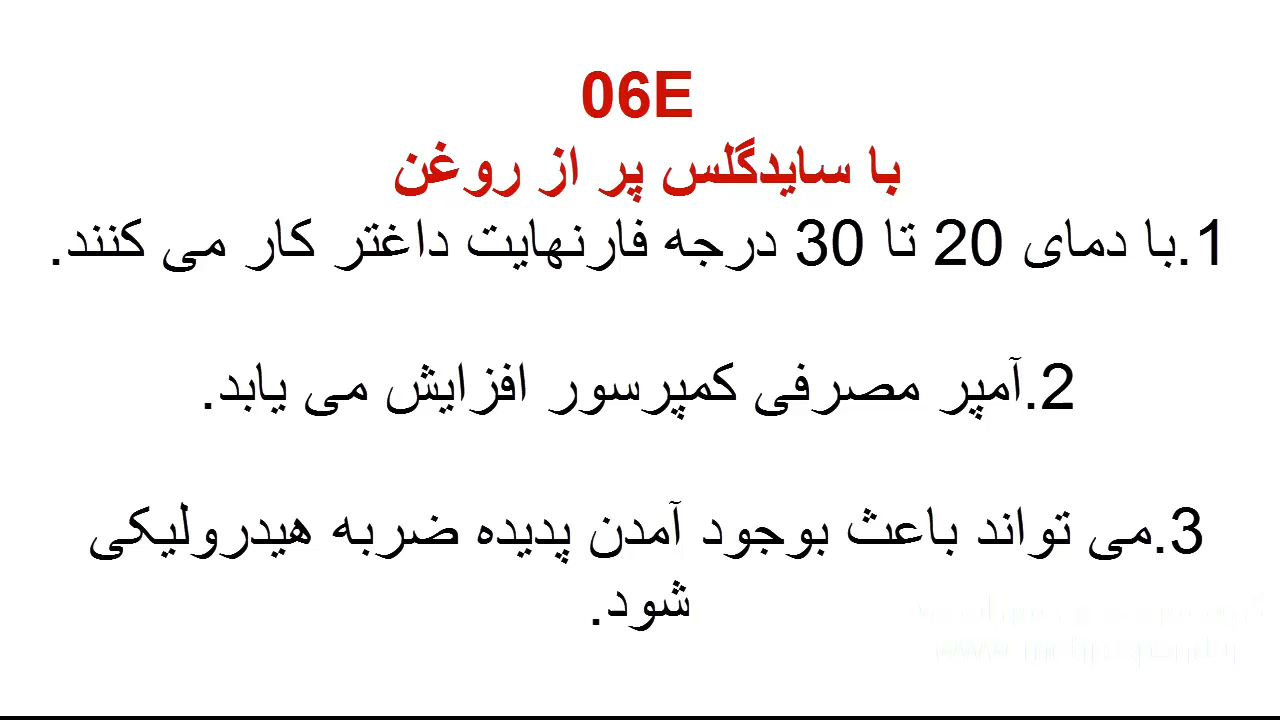 06E
با سایدگلس پر از روغن
1.با دمای 20 تا 30 درجه فارنهایت داغتر کار می کنند.
2.آمپر مصرفی کمپرسور افزایش می یابد.
3.می تواند باعث بوجود آمدن پدیده ضربه هیدرولیکی
شود.